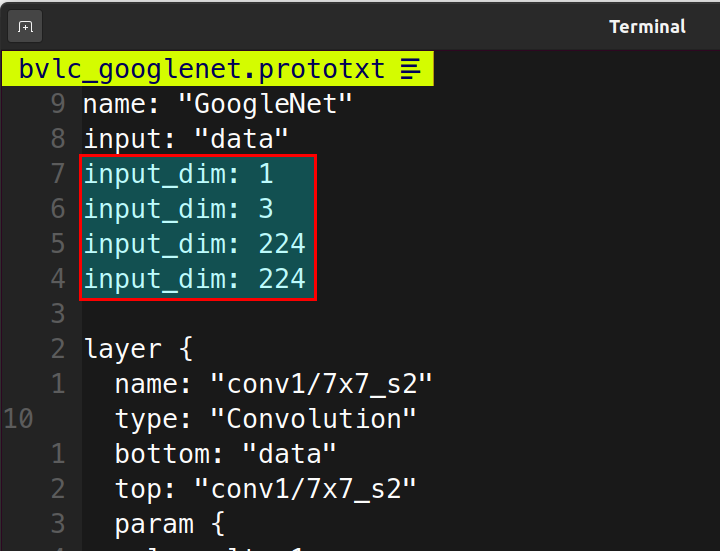 Terminal
bvlc_googlenet.prototxt
9 name: "GoogleNet"
8 input: "data"
7 input_dim: 1
6 input_dim: 3
5 input_dim: 224
4 input_dim: 224
3
2 layer {
1 name: "conv1/7x7_s2"
10 type: "Convolution"
1 bottom: "data"
2 top: "conv1/7x7_s2"
3 param {